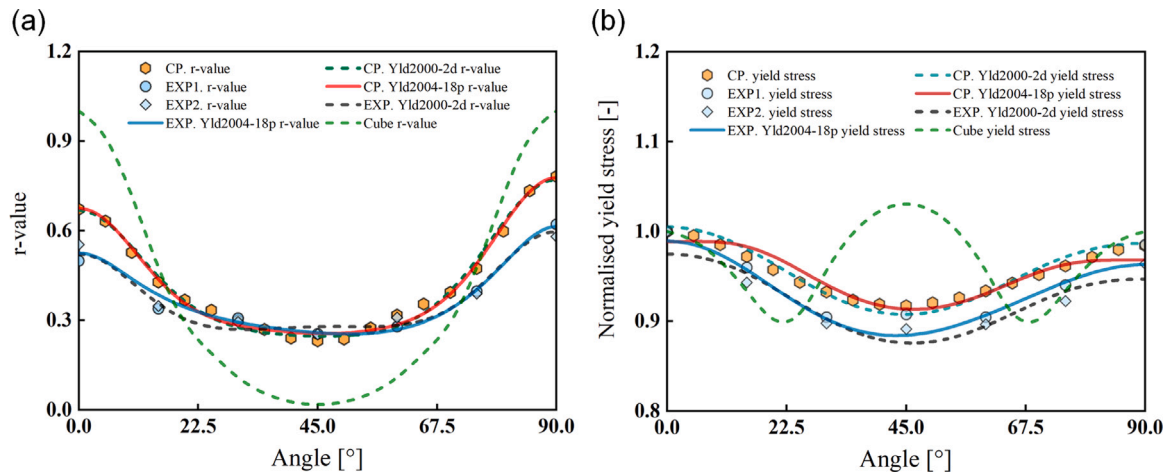 (a)
1.2
CP. r-value
CP. Yld2000-2d r-value
EXP1. r-value
CP. Yld2004-18p r-value
EXP2. r-value
EXP. Yld2000-2d r-value
EXP. Yld2004-18p r-value
Cube r-value
0.9
r-value
0.6
0.3
0.0
0.0
22.5
45.0
67.5
90.0
Angle [°]
(b)
1.2
CP. yield stress
CP. Yld2000-2d yield stress
EXP1. yield stress
CP. Yld2004-18p yield stress
EXP2. yield stress
EXP. Yld2000-2d yield stress
EXP. Yld2004-18p yield stress
Cube yield stress
1.1
Normalised yield stress [-]
1.0
0.9
0.8
0.0
22.5
45.0
67.5
90.0
Angle [°]